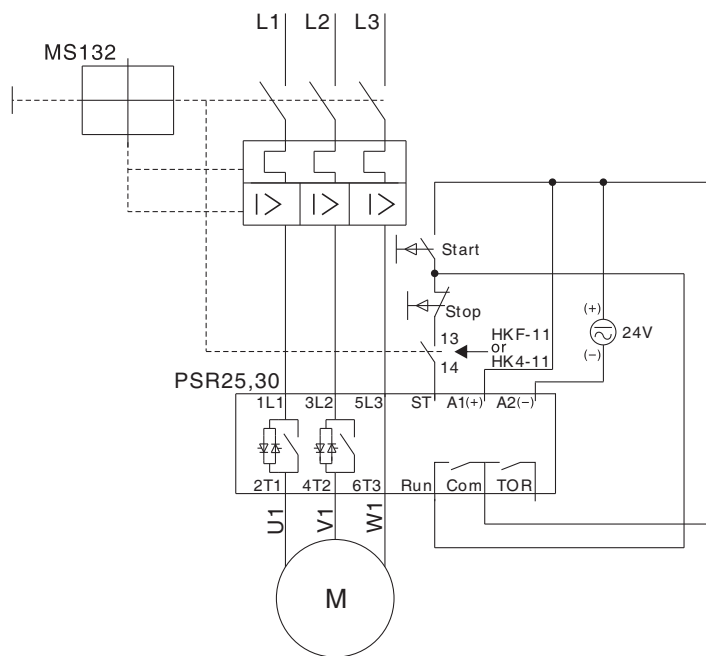 L1 L2 L3
MS132
Start
Stop
(+)
24V
(−)
13
HKF-11
or
14
HK4-11
PSR25,30
1L1 3L2 5L3 ST A1(+) A2(−)
2T1 4T2 6T3 Run Com TOR
U1 V1 W1
M